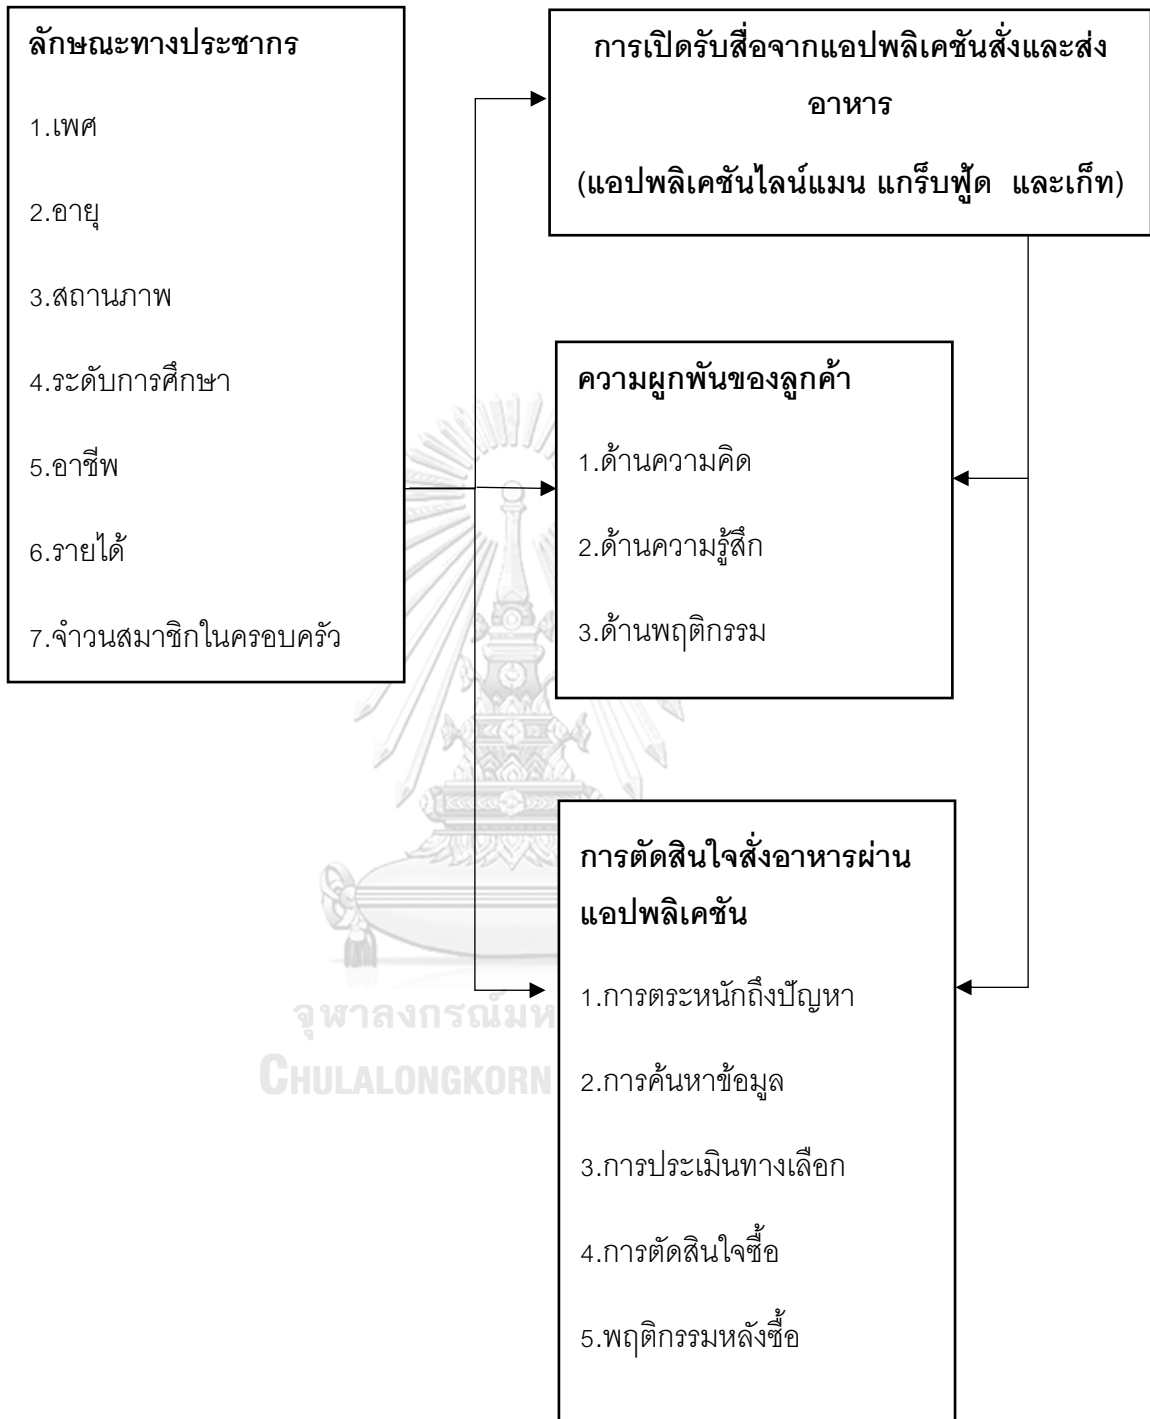 ลักษณะทางประชากร
1.เพศ
2.อายุ
3.สถานภาพ
4.ระดับการศึกษา
5.อาชีพ
6.รายได้
7.จำวนสมาชิกในครอบครัว
การเปิดรับสื่อจากแอปพลิเคชันสั่งและส่ง
อาหาร
(แอปพลิเคชันไลน์แมน แกร็บฟู้ด และเก็ท)
ความผูกพันของลูกค้า
1.ด้านความคิด
2.ด้านความรู้สึก
3.ด้านพฤติกรรม
การตัดสินใจสั่งอาหารผ่าน
แอปพลิเคชัน
1.การตระหนักถึงปัญหา
2.การค้นหาข้อมูล
3.การประเมินทางเลือก
4.การตัดสินใจซื้อ
5.พฤติกรรมหลังซื้อ
จุฬาลงกรณ์มห
CHULALONGKORN